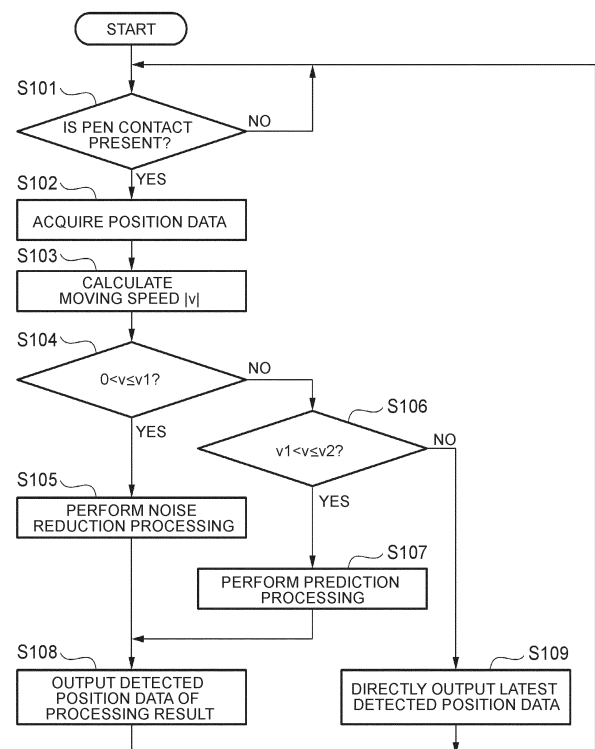 START
S101
IS PEN CONTACT
PRESENT?
NO
YES
S102
ACQUIRE POSITION DATA
S103
CALCULATE
MOVING SPEED |v|
S104
0<v≤v1?
NO
YES
S106
v1<v≤v2?
NO
YES
S105
PERFORM NOISE
REDUCTION PROCESSING
S107
PERFORM PREDICTION
PROCESSING
S108
OUTPUT DETECTED
POSITION DATA OF
PROCESSING RESULT
S109
DIRECTLY OUTPUT LATEST
DETECTED POSITION DATA